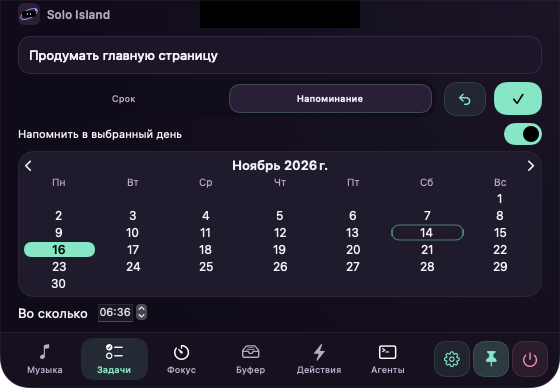 Solo Island
Продумать главную страницу
Срок Напоминание
Напомнить в выбранный день
Ноябрь 2026 г.
Пн Вт Ср Чт Пт Сб Вс
1
2 3 4 5 6 7 8
9 10 11 12 13 14 15
16 17 18 19 20 21 22
23 24 25 26 27 28 29
30
Во сколько 06:36
Музыка Задачи Фокус Буфер Действия Агенты